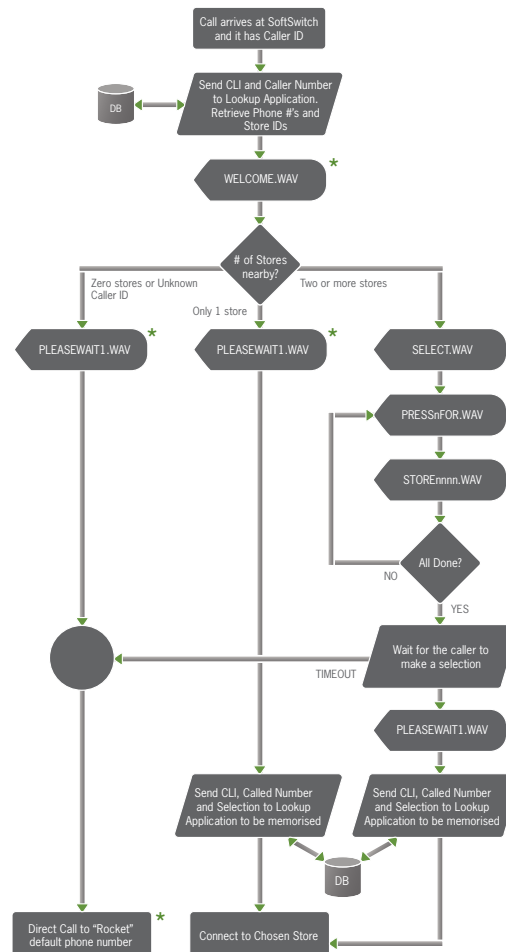 Call arrives at SoftSwitch
and it has Caller ID
DB
Send CLI and Caller Number
to Lookup Application.
Retrieve Phone #'s and
Store IDs
WELCOME.WAV
*
# of Stores
nearby?
Zero stores or Unknown
Caller ID
Only 1 store
Two or more stores
PLEASEWAIT1.WAV
*
PLEASEWAIT1.WAV
*
SELECT.WAV
PRESSnFOR.WAV
STOREnnnn.WAV
All Done?
NO
YES
Wait for the caller to
make a selection
TIMEOUT
PLEASEWAIT1.WAV
Send CLI, Called Number
and Selection to Lookup
Application to be memorised
Send CLI, Called Number
and Selection to Lookup
Application to be memorised
DB
Direct Call to “Rocket”
default phone number
*
Connect to Chosen Store